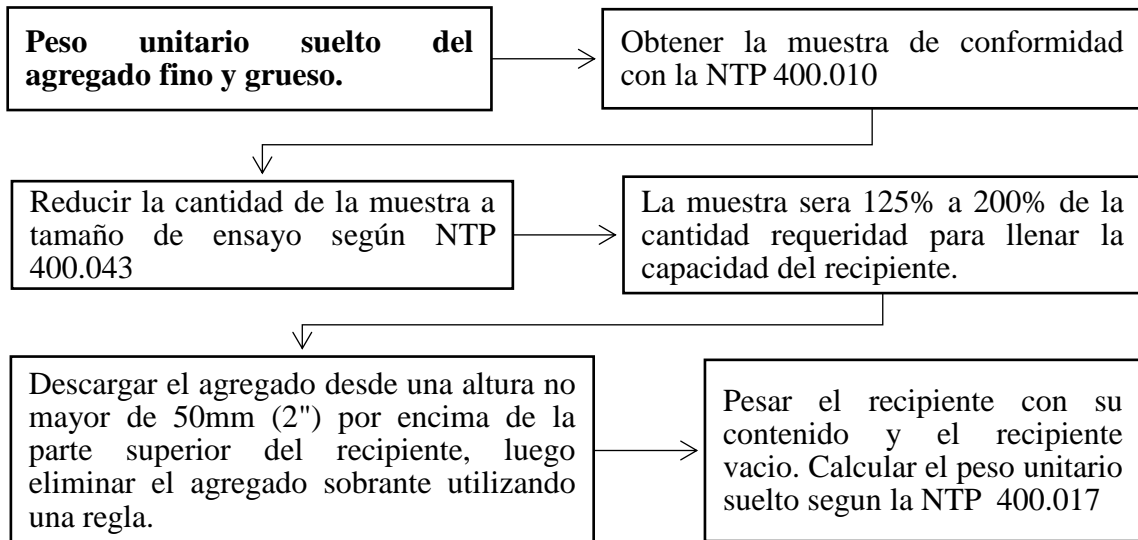 Peso unitario suelto del
agregado fino y grueso.
Obtener la muestra de conformidad
con la NTP 400.010
Reducir la cantidad de la muestra a
tamaño de ensayo según NTP
400.043
La muestra sera 125% a 200% de la
cantidad requeridad para llenar la
capacidad del recipiente.
Descargar el agregado desde una altura no
mayor de 50mm (2") por encima de la
parte superior del recipiente, luego
eliminar el agregado sobrante utilizando
una regla.
Pesar el recipiente con su
contenido y el recipiente
vacio. Calcular el peso unitario
suelto segun la NTP 400.017